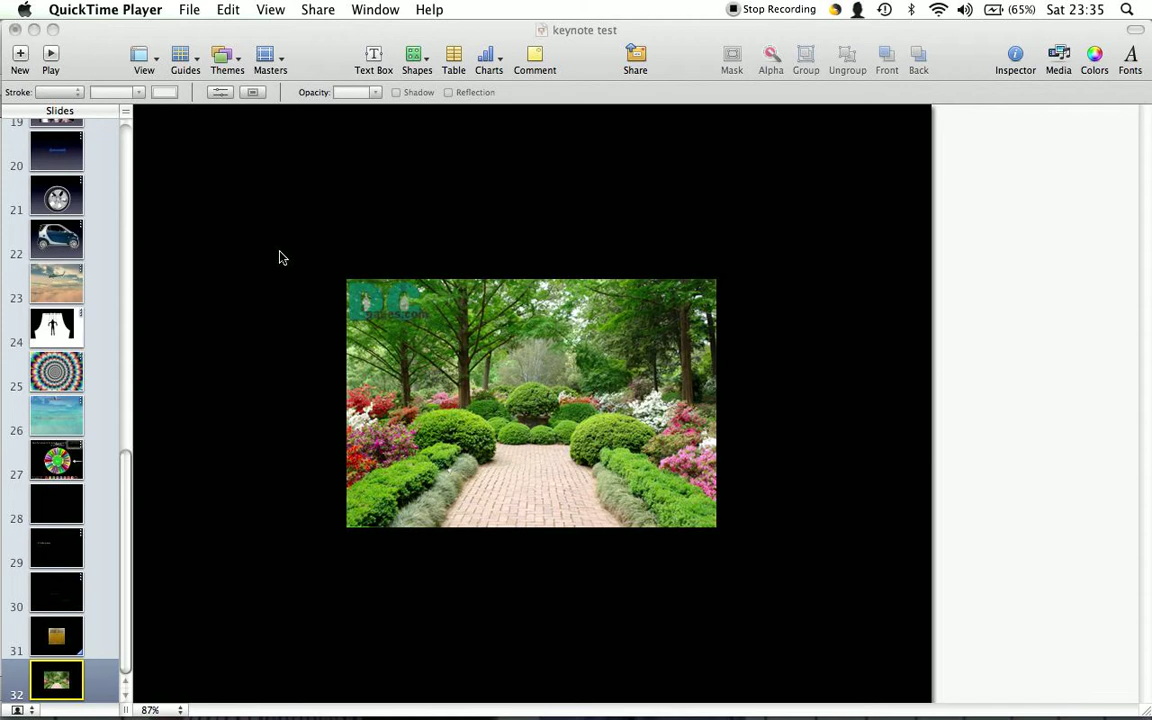 QuickTime Player File Edit View Share Window Help Stop Recording (65%) Sat 23:35
keynote test
New Play View Guides Themes Masters Text Box Shapes Table Charts Comment Share Mask Alpha Group Ungroup Front Back Inspector Media Colors Fonts
Stroke: Opacity: Shadow Reflection
Slides
19
20
21
22
23
24
25
26
27
28
29
30
31
32
DC
87%